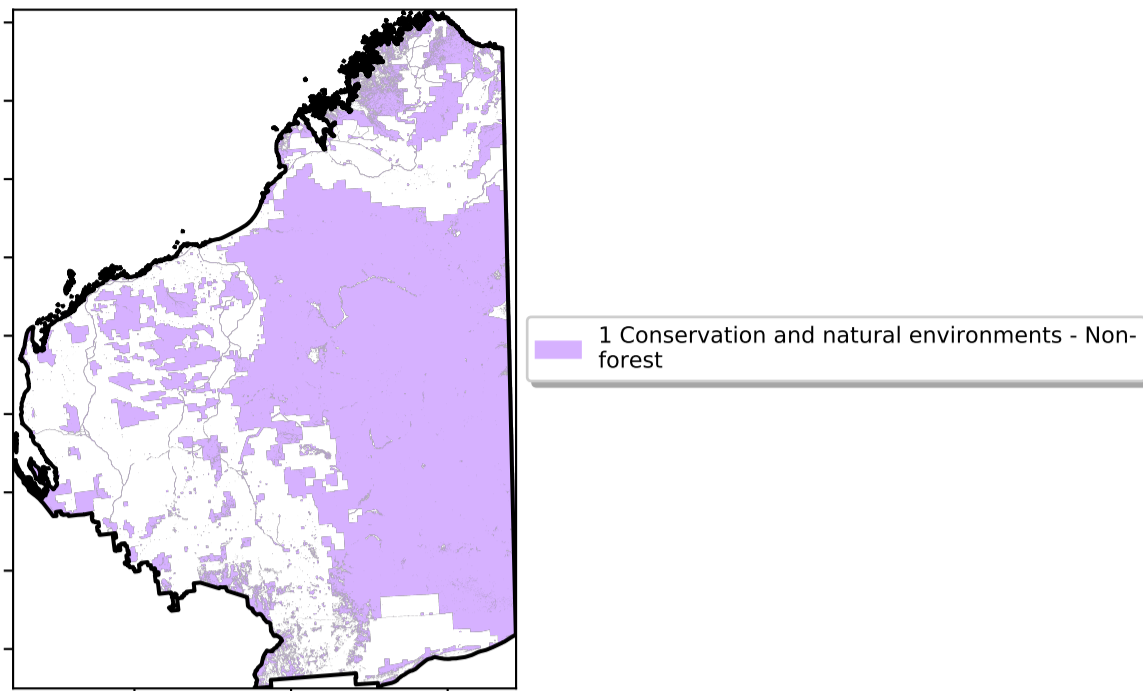 1 Conservation and natural environments - Non-
forest